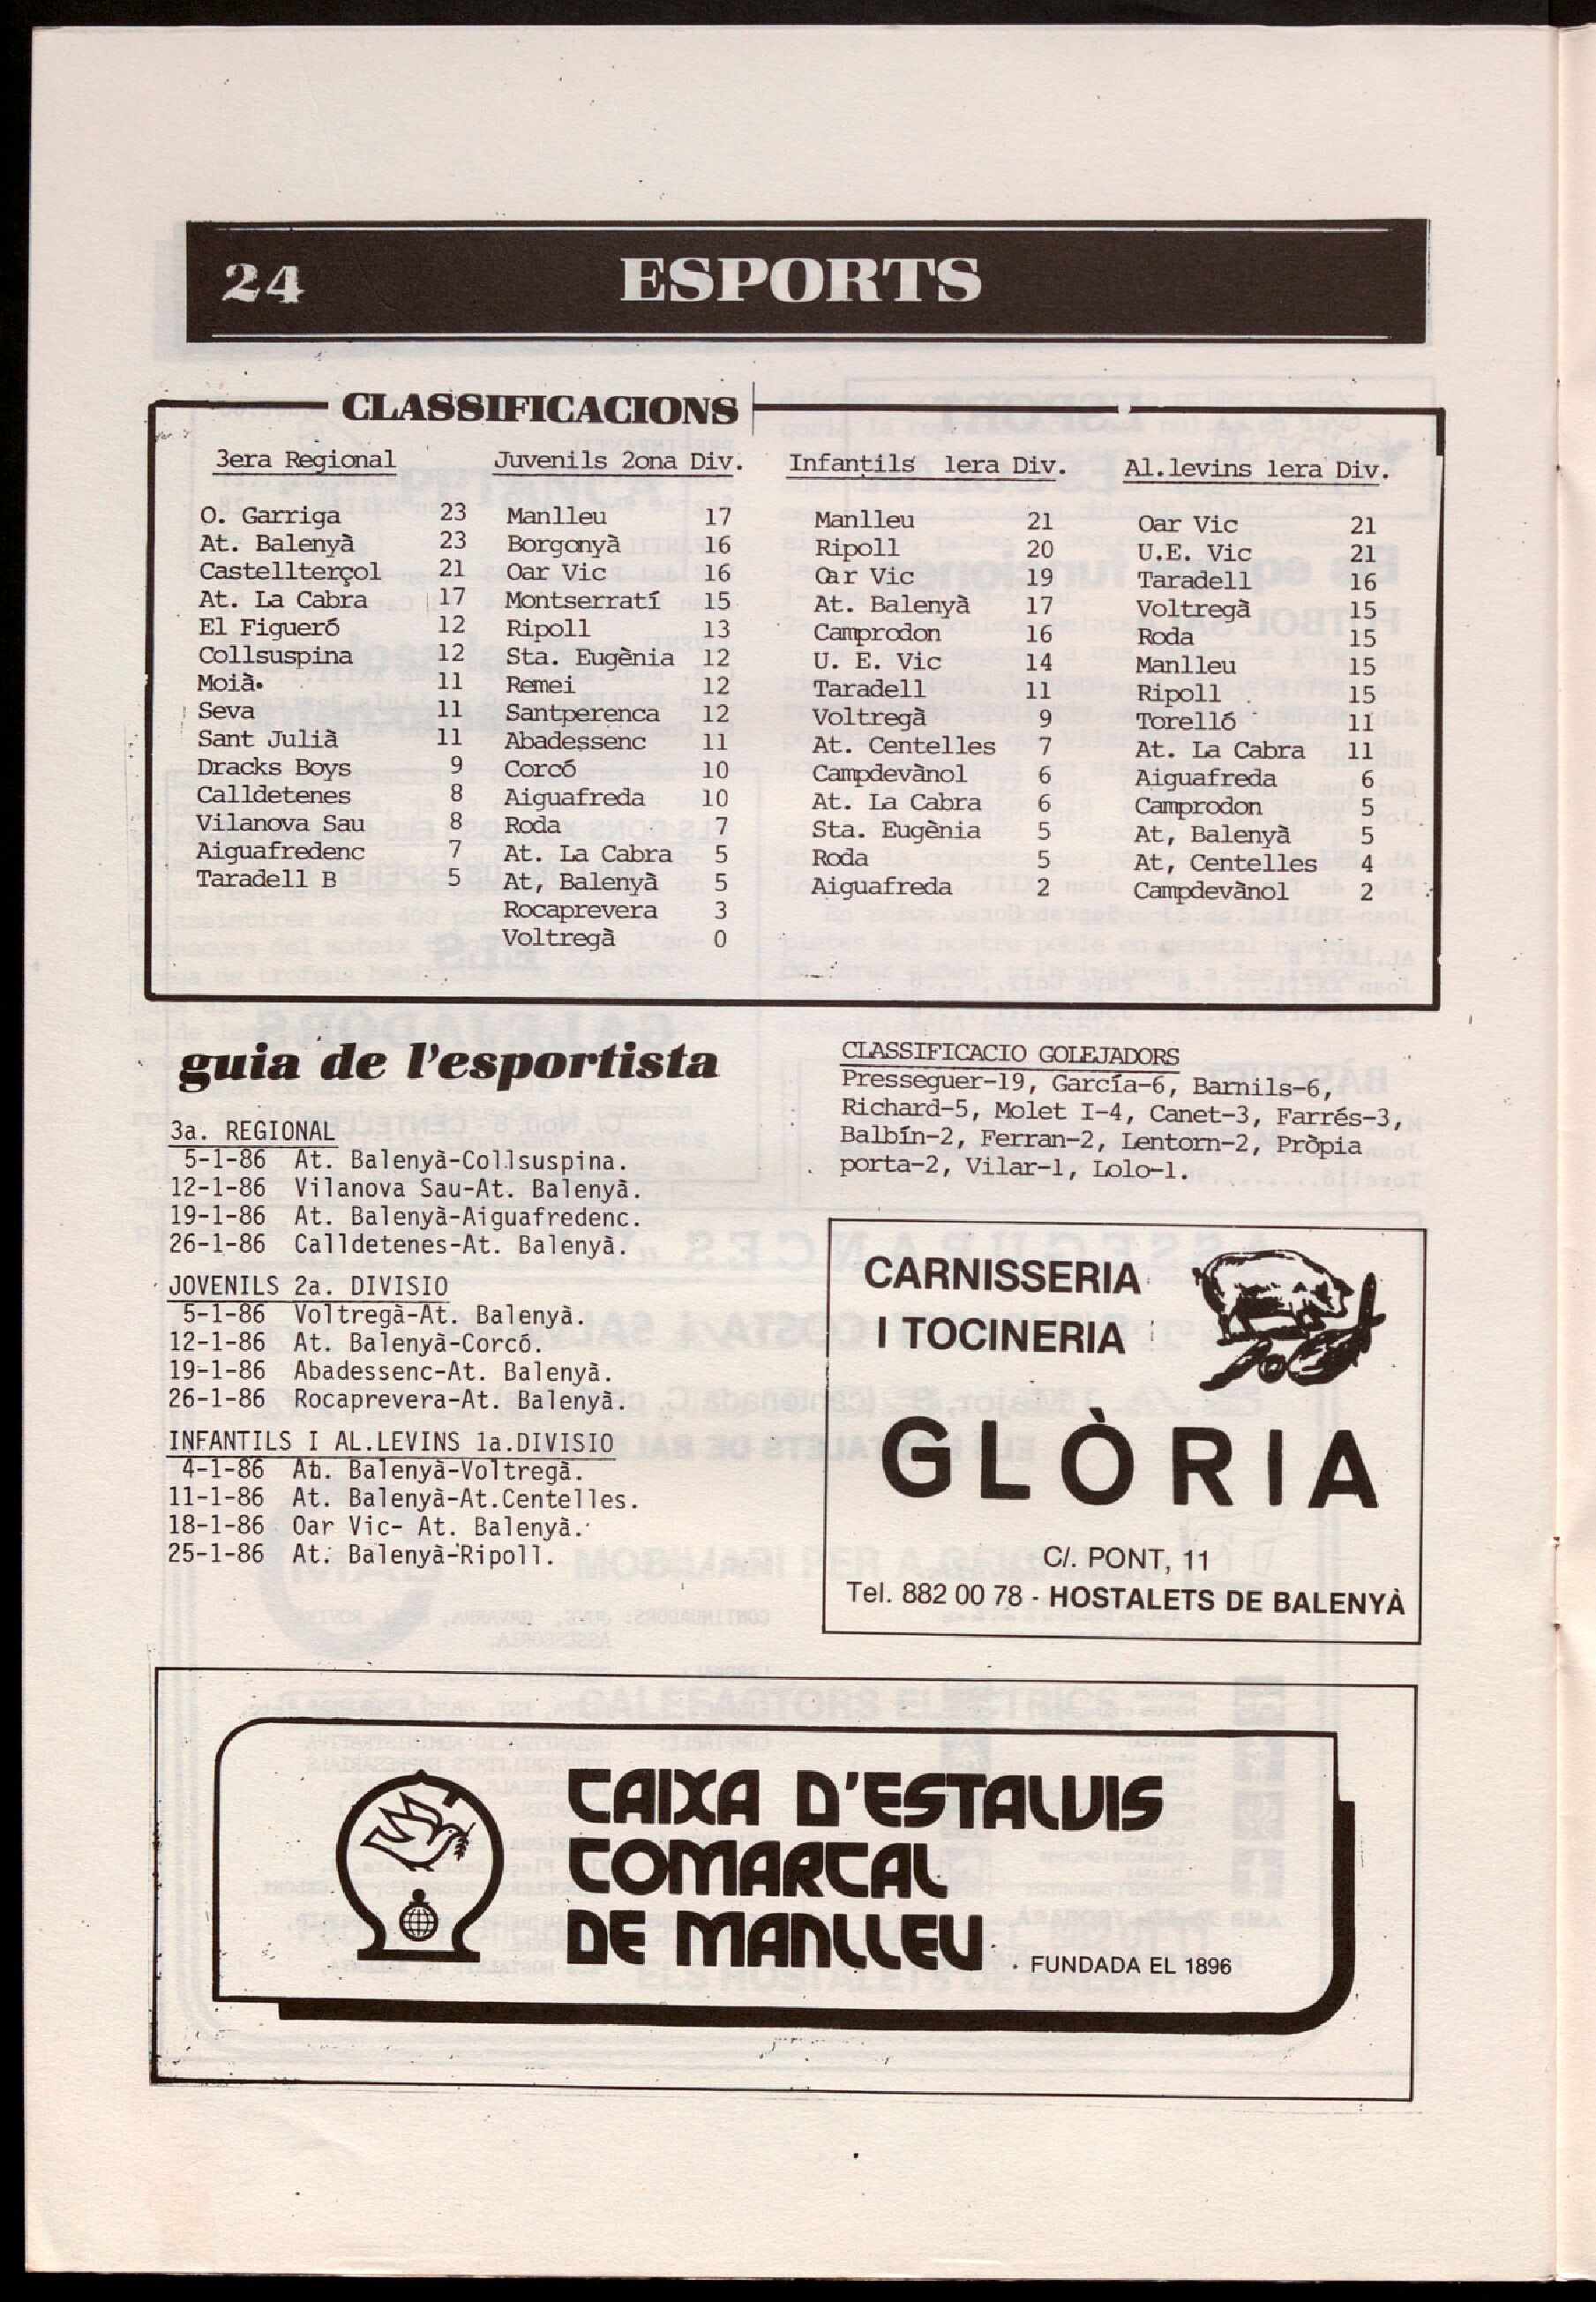 24 ESPORTS
CLASSIFICACIONS
3era Regional
O. Garriga 23
At. Balenyà 23
Castellterçol 21
At. La Cabra 17
El Figueró 12
Collsuspina 12
Moià. 11
Seva 11
Sant Julià 11
Dracks Boys 9
Calldetenes 8
Vilanova Sau 8
Aiguafredenc 7
Taradell B 5
Juvenils 2ona Div.
Manlleu 17
Borgonyà 16
Oar Vic 16
Montserratí 15
Ripoll 13
Sta. Eugènia 12
Remei 12
Santperenca 12
Abadessenc 11
Corcó 10
Aiguafreda 10
Roda 7
At. La Cabra 5
At, Balenyà 5
Rocaprevera 3
Voltregà 0
Infantils 1era Div.
Manlleu 21
Ripoll 20
Oar Vic 19
At. Balenyà 17
Camprodon 16
U. E. Vic 14
Taradell 11
Voltregà 9
At. Centelles 7
Campdevànol 6
At. La Cabra 6
Sta. Eugènia 5
Roda 5
Aiguafreda 2
Al.levins 1era Div.
Oar Vic 21
U.E. Vic 21
Taradell 16
Voltregà 15
Roda 15
Manlleu 15
Ripoll 15
Torelló 11
At. La Cabra 11
Aiguafreda 6
Camprodon 5
At, Balenyà 5
At, Centelles 4
Campdevànol 2
guia de l'esportista
3a. REGIONAL
5-1-86 At. Balenyà-Collsuspina.
12-1-86 Vilanova Sau-At. Balenyà.
19-1-86 At. Balenyà-Aiguafredenc.
26-1-86 Calldetenes-At. Balenyà.
JOVENILS 2a. DIVISIO
5-1-86 Voltregà-At. Balenyà.
12-1-86 At. Balenyà-Corcó.
19-1-86 Abadessenc-At. Balenyà.
26-1-86 Rocaprevera-At. Balenyà.
INFANTILS I AL.LEVINS 1a.DIVISIO
4-1-86 At. Balenyà-Voltregà.
11-1-86 At. Balenyà-At.Centelles.
18-1-86 Oar Vic- At. Balenyà.
25-1-86 At. Balenyà-Ripoll.
CLASSIFICACIO GOLEJADORS
Presseguer-19, García-6, Barnils-6,
Richard-5, Molet I-4, Canet-3, Farrés-3,
Balbín-2, Ferran-2, Lentorn-2, Pròpia
porta-2, Vilar-1, Lolo-1.
CARNISSERIA
I TOCINERIA
GLÒRIA
C/. PONT, 11
Tel. 882 00 78 - HOSTALETS DE BALENYÀ
CAIXA D'ESTALVIS
COMARCAL
DE MANLLEU
FUNDADA EL 1896